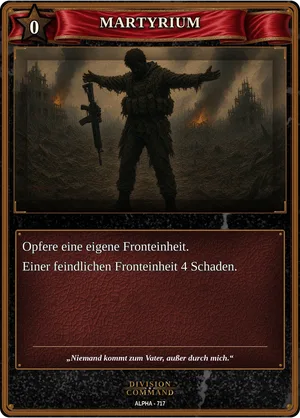 MARTYRIUM
0
Opfere eine eigene Fronteinheit.
Einer feindlichen Fronteinheit 4 Schaden.
„Niemand kommt zum Vater, außer durch mich.“
DIVISION
COMMAND
ALPHA - 717